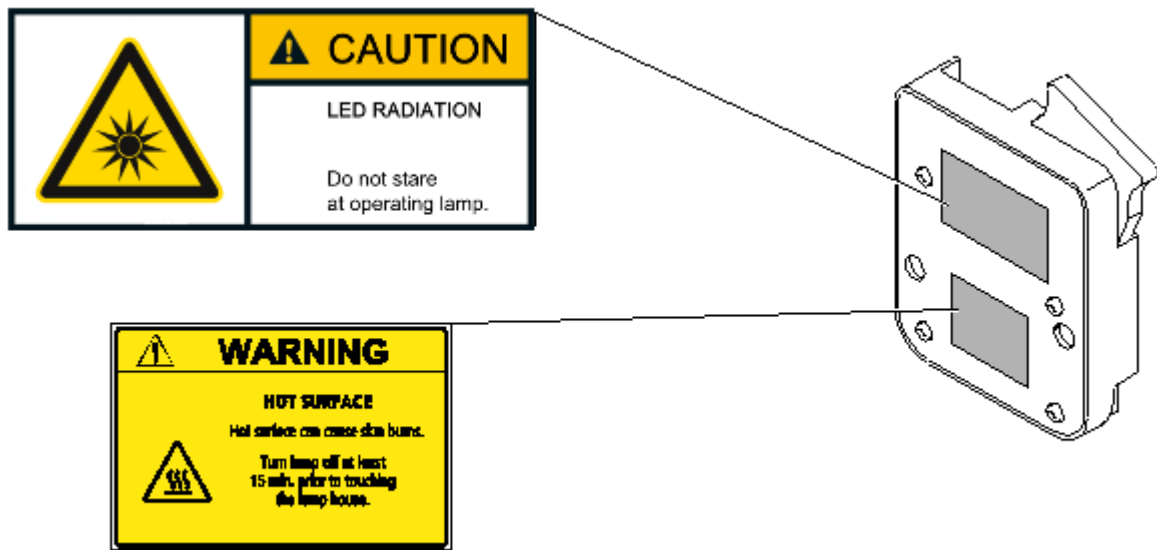 CAUTION
LED RADIATION
Do not stare
at operating lamp.
WARNING
HOT SURFACE
Hot surface can cause skin burns.
Turn lamp off at least
15 min. prior to touching
the lamp house.